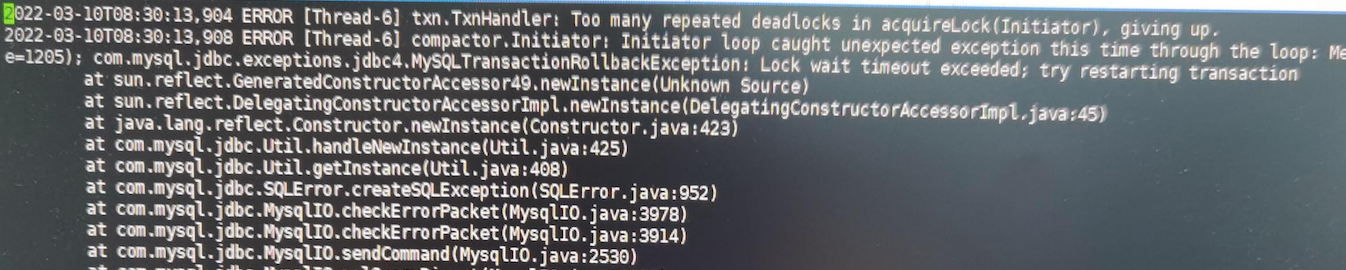 2022-03-10T08:30:13,904 ERROR [Thread-6] txn.TxnHandler: Too many repeated deadlocks in acquireLock(Initiator), giving up.
2022-03-10T08:30:13,908 ERROR [Thread-6] compactor.Initiator: Initiator loop caught unexpected exception this time through the loop: Me
e=1205); com.mysql.jdbc.exceptions.jdbc4.MySQLTransactionRollbackException: Lock wait timeout exceeded; try restarting transaction
at sun.reflect.GeneratedConstructorAccessor49.newInstance(Unknown Source)
at sun.reflect.DelegatingConstructorAccessorImpl.newInstance(DelegatingConstructorAccessorImpl.java:45)
at java.lang.reflect.Constructor.newInstance(Constructor.java:423)
at com.mysql.jdbc.Util.handleNewInstance(Util.java:425)
at com.mysql.jdbc.Util.getInstance(Util.java:408)
at com.mysql.jdbc.SQLError.createSQLException(SQLError.java:952)
at com.mysql.jdbc.MysqlIO.checkErrorPacket(MysqlIO.java:3978)
at com.mysql.jdbc.MysqlIO.checkErrorPacket(MysqlIO.java:3914)
at com.mysql.jdbc.MysqlIO.sendCommand(MysqlIO.java:2530)